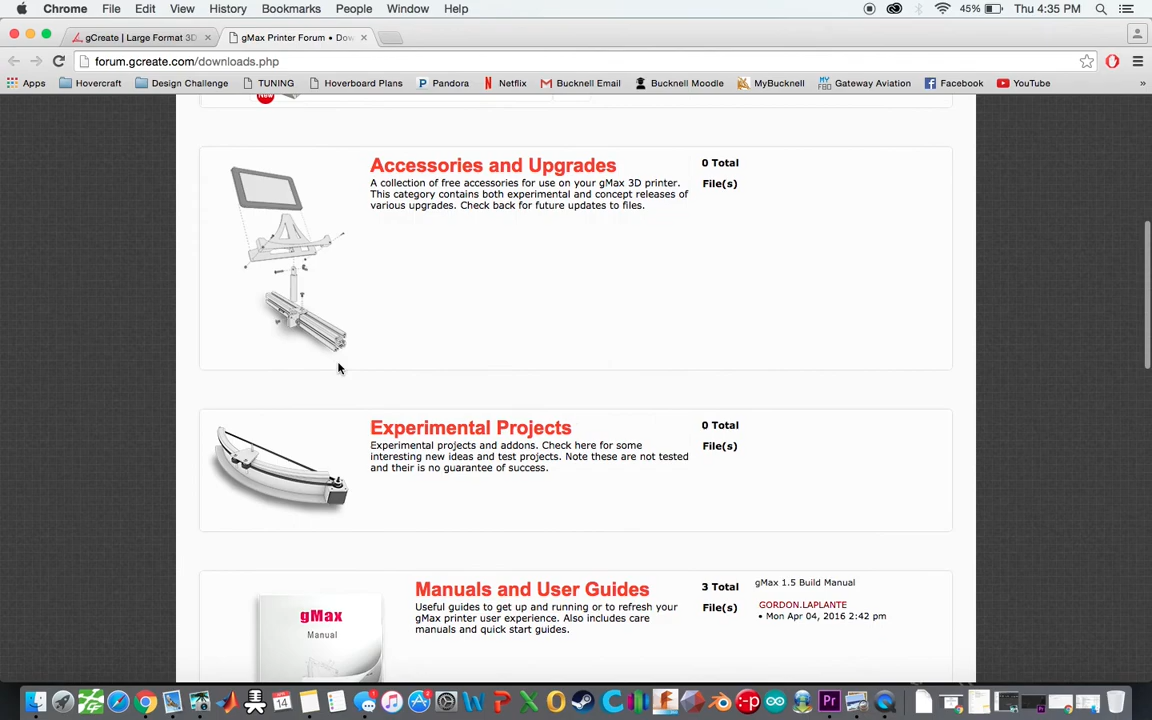 Chrome File Edit View History Bookmarks People Window Help 45% Thu 4:35 PM
gCreate | Large Format 3D × gMax Printer Forum • Dow ×
forum.gcreate.com/downloads.php
Apps Hovercraft Design Challenge TUNING Hoverboard Plans Pandora Netflix Bucknell Email Bucknell Moodle MyBucknell Gateway Aviation Facebook YouTube »
Accessories and Upgrades
A collection of free accessories for use on your gMax 3D printer.
This category contains both experimental and concept releases of
various upgrades. Check back for future updates to files.
0 Total
File(s)
Experimental Projects
Experimental projects and addons. Check here for some
interesting new ideas and test projects. Note these are not tested
and their is no guarantee of success.
0 Total
File(s)
gMax
Manual
Manuals and User Guides
Useful guides to get up and running or to refresh your
gMax printer user experience. Also includes care
manuals and quick start guides.
3 Total
File(s)
gMax 1.5 Build Manual
GORDON.LAPLANTE
• Mon Apr 04, 2016 2:42 pm